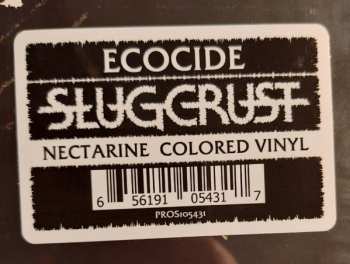 ECOCIDE
SLUGCRUST
NECTARINE COLORED VINYL
6 56191 05431 7
PROS105431